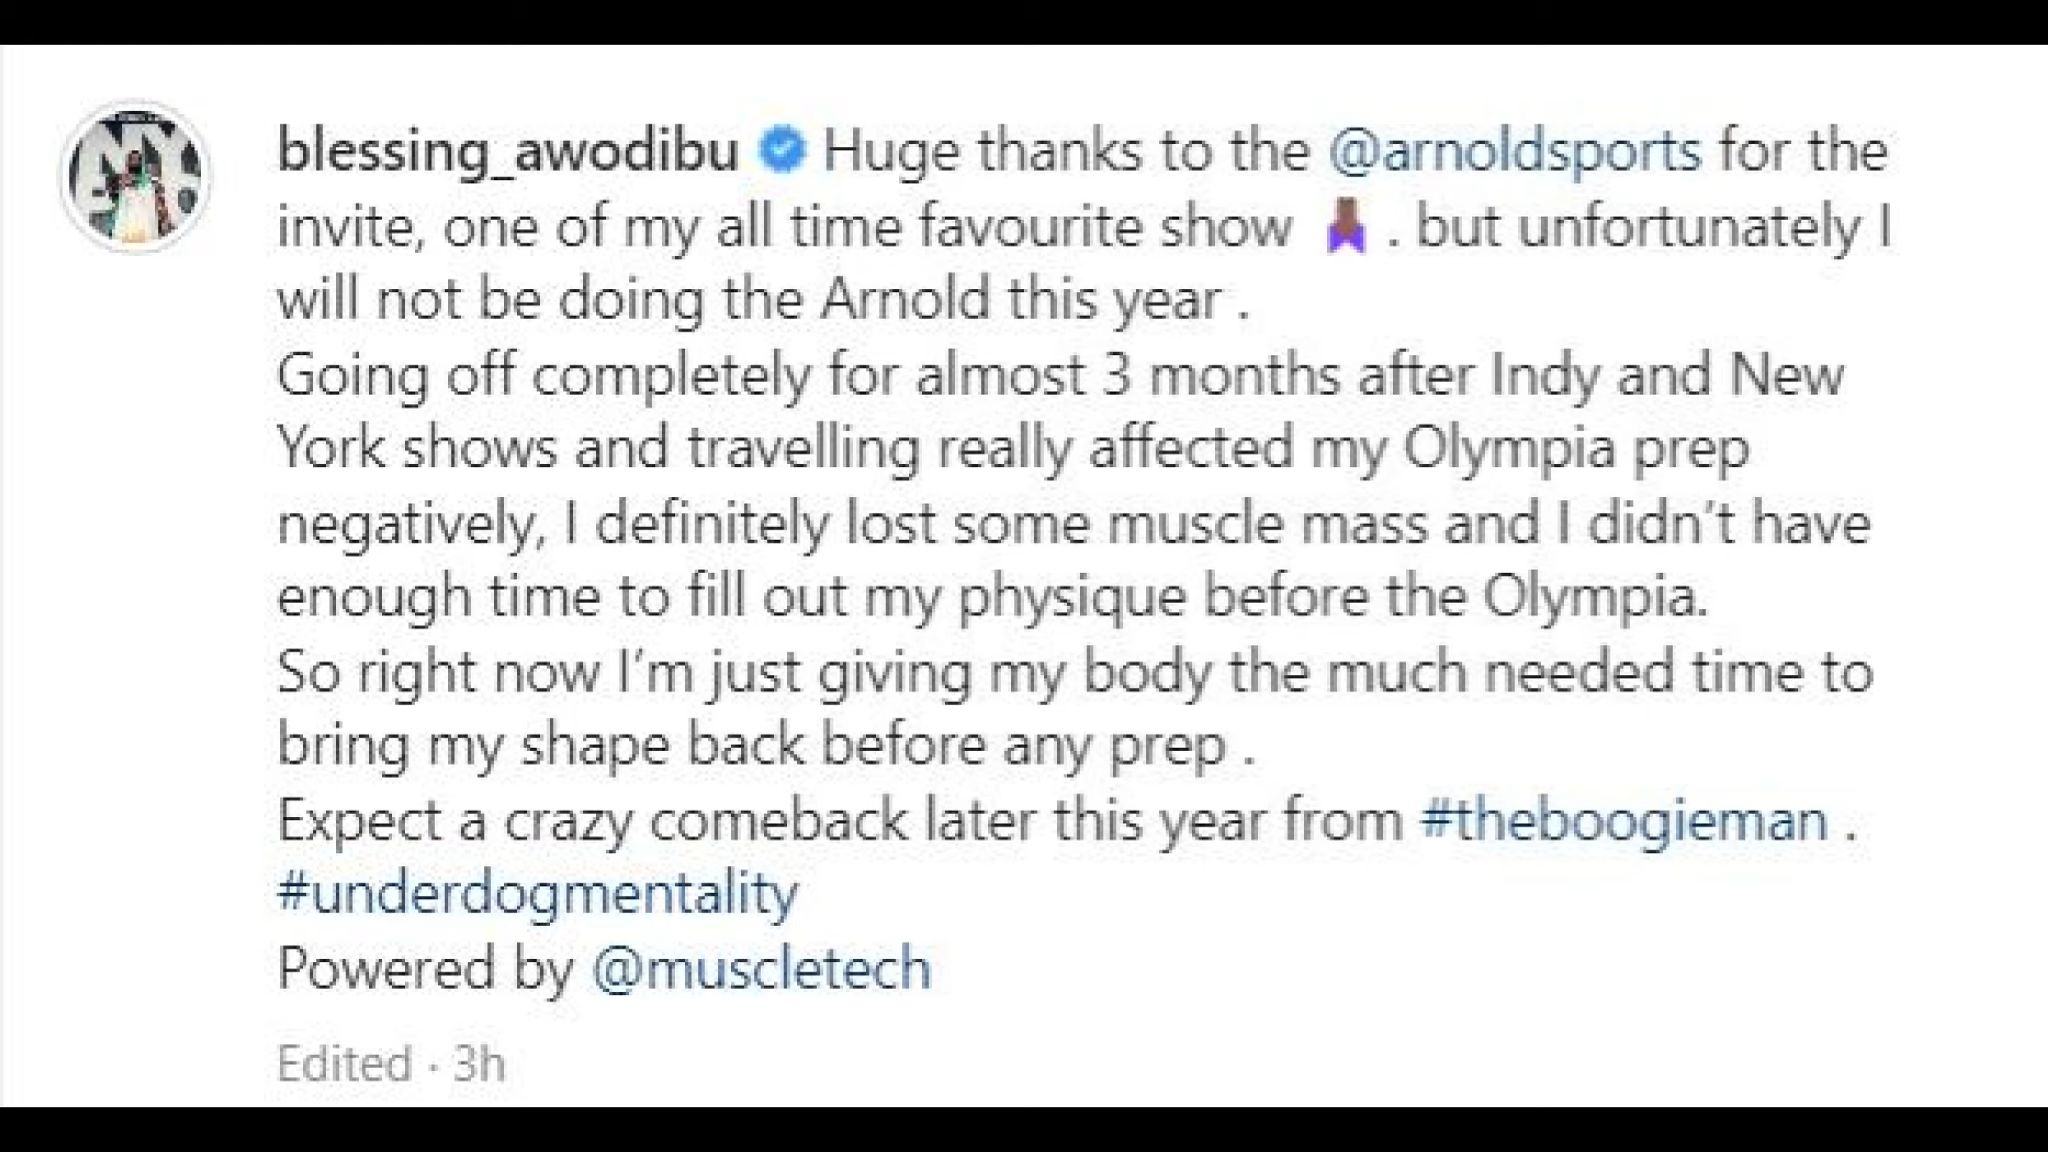 blessing_awodibu Huge thanks to the @arnoldsports for the
invite, one of my all time favourite show . but unfortunately I
will not be doing the Arnold this year .
Going off completely for almost 3 months after Indy and New
York shows and travelling really affected my Olympia prep
negatively, I definitely lost some muscle mass and I didn't have
enough time to fill out my physique before the Olympia.
So right now I'm just giving my body the much needed time to
bring my shape back before any prep .
Expect a crazy comeback later this year from #theboogieman .
#underdogmentality
Powered by @muscletech
Edited · 3h